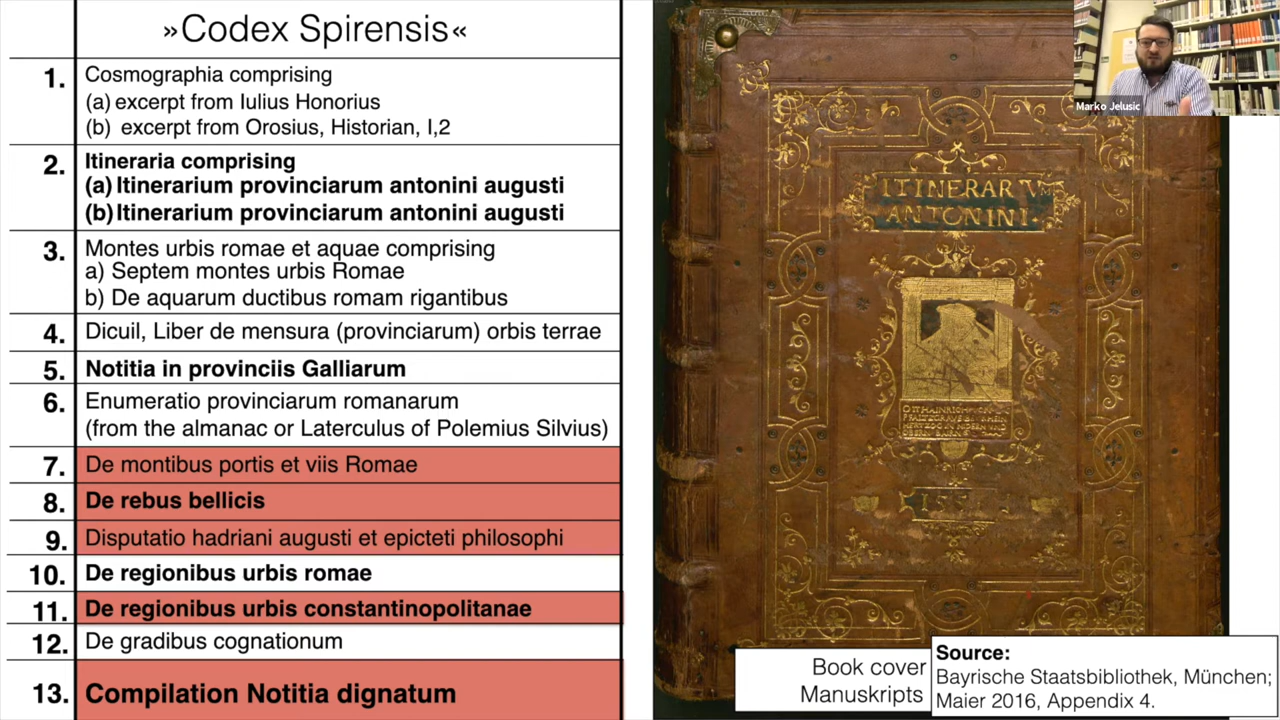 »Codex Spirensis«
1. Cosmographia comprising
(a) excerpt from Iulius Honorius
(b) excerpt from Orosius, Historian, I,2
2. Itineraria comprising
(a) Itinerarium provinciarum antonini augusti
(b) Itinerarium provinciarum antonini augusti
3. Montes urbis romae et aquae comprising
a) Septem montes urbis Romae
b) De aquarum ductibus romam rigantibus
4. Dicuil, Liber de mensura (provinciarum) orbis terrae
5. Notitia in provinciis Galliarum
6. Enumeratio provinciarum romanarum
(from the almanac or Laterculus of Polemius Silvius)
7. De montibus portis et viis Romae
8. De rebus bellicis
9. Disputatio hadriani augusti et epicteti philosophi
10. De regionibus urbis romae
11. De regionibus urbis constantinopolitanae
12. De gradibus cognationum
13. Compilation Notitia dignatum
Marko Jelusic
ITINERARVM
ANTONINI.
Book cover
Manuskripts
Source:
Bayrische Staatsbibliothek, München;
Maier 2016, Appendix 4.